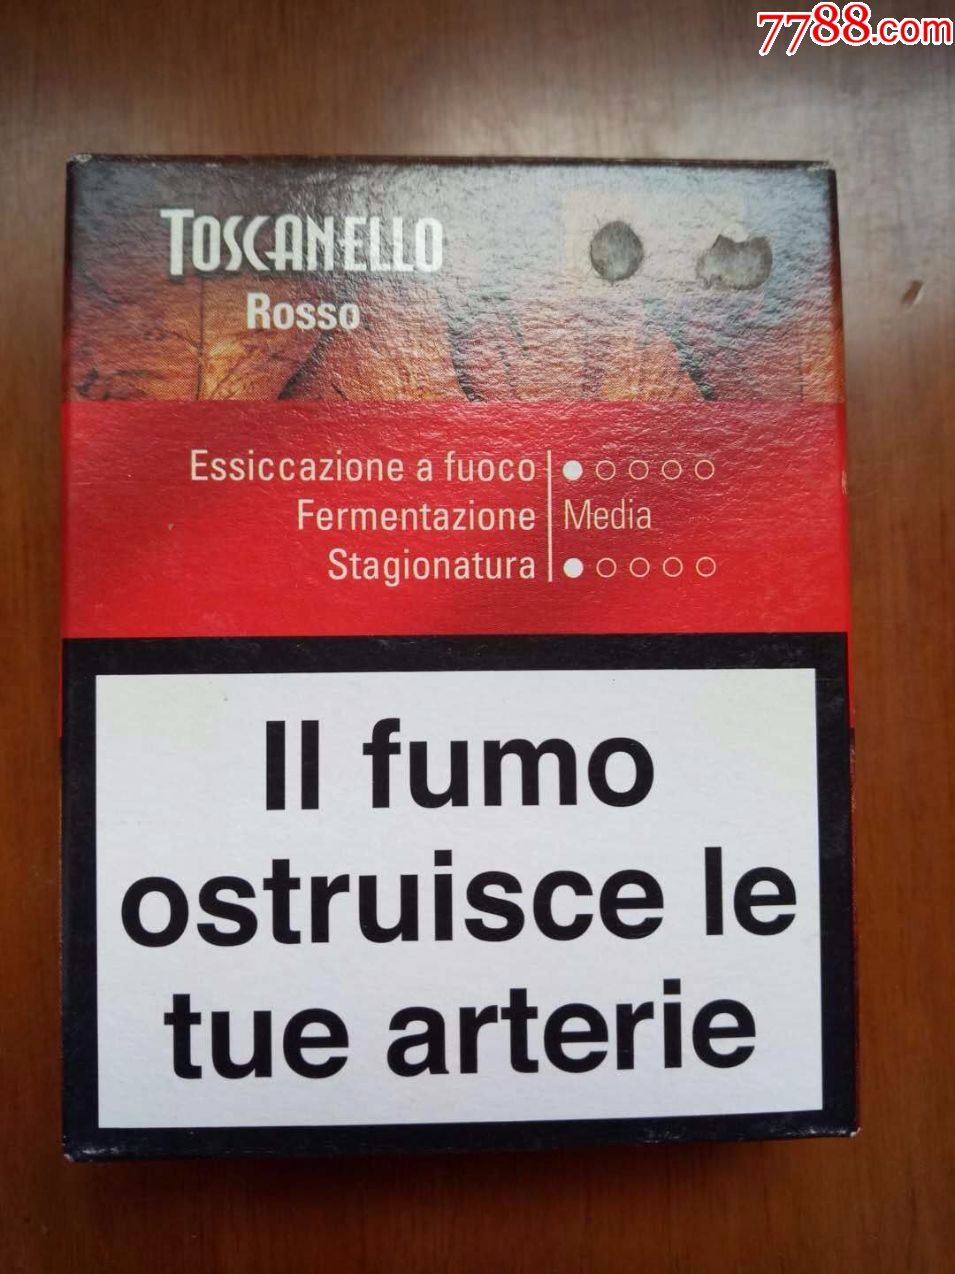 7788.com
TOSCANELLO
Rosso
Essiccazione a fuoco ●○○○○
Fermentazione Media
Stagionatura ●○○○○
Il fumo
ostruisce le
tue arterie